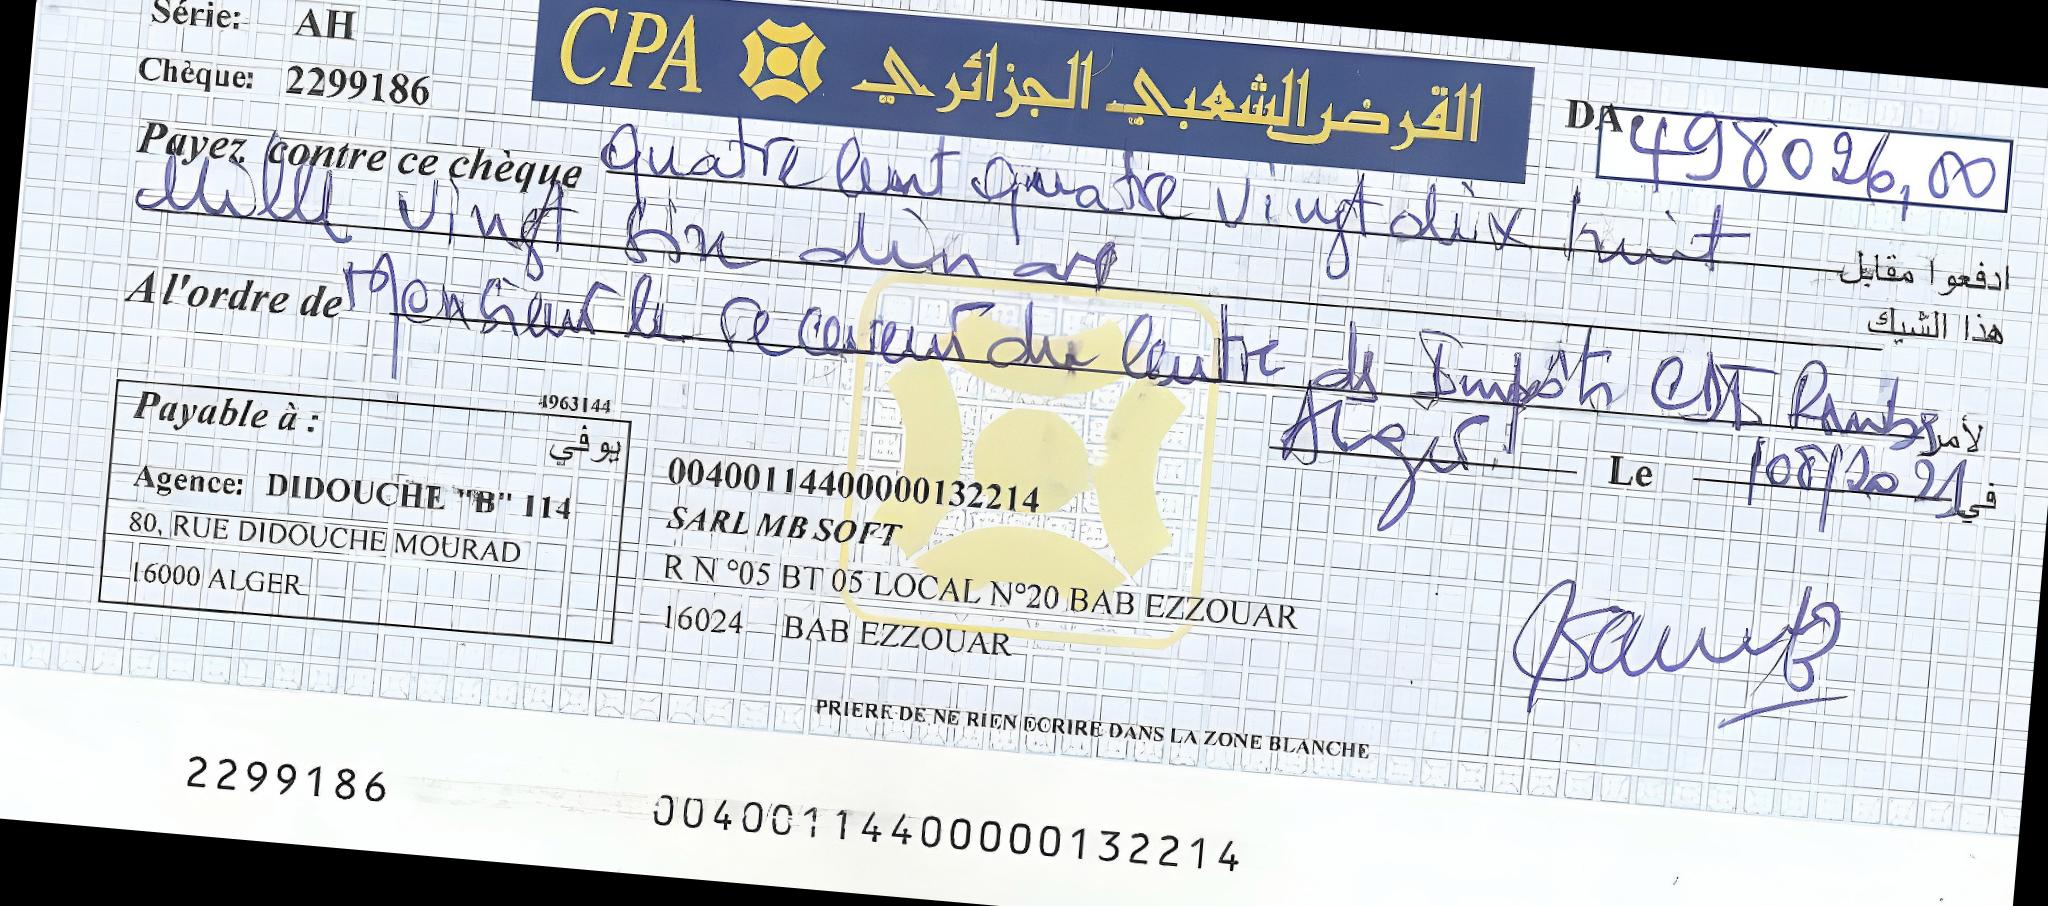 Série: AH
CPA القرض الشعبي الجزائري
Chèque: 2299186
DA 498026,00
Payez contre ce chèque Quatre Cent quatre vingt dix huit
Mille vingt six dinars
ادفعوا مقابل
هذا الشيك
A l'ordre de Monsieur le receveur du Centre ds Impôts CDI لأمر
Payable à :
4963144
يوفي
Alger Le /08/2021 في
Agence: DIDOUCHE "B" 114
80, RUE DIDOUCHE MOURAD
16000 ALGER
00400114400000132214
SARL MB SOFT
R N °05 BT 05 LOCAL N°20 BAB EZZOUAR
16024 BAB EZZOUAR
PRIERE DE NE RIEN ECRIRE DANS LA ZONE BLANCHE
2299186 00400114400000132214